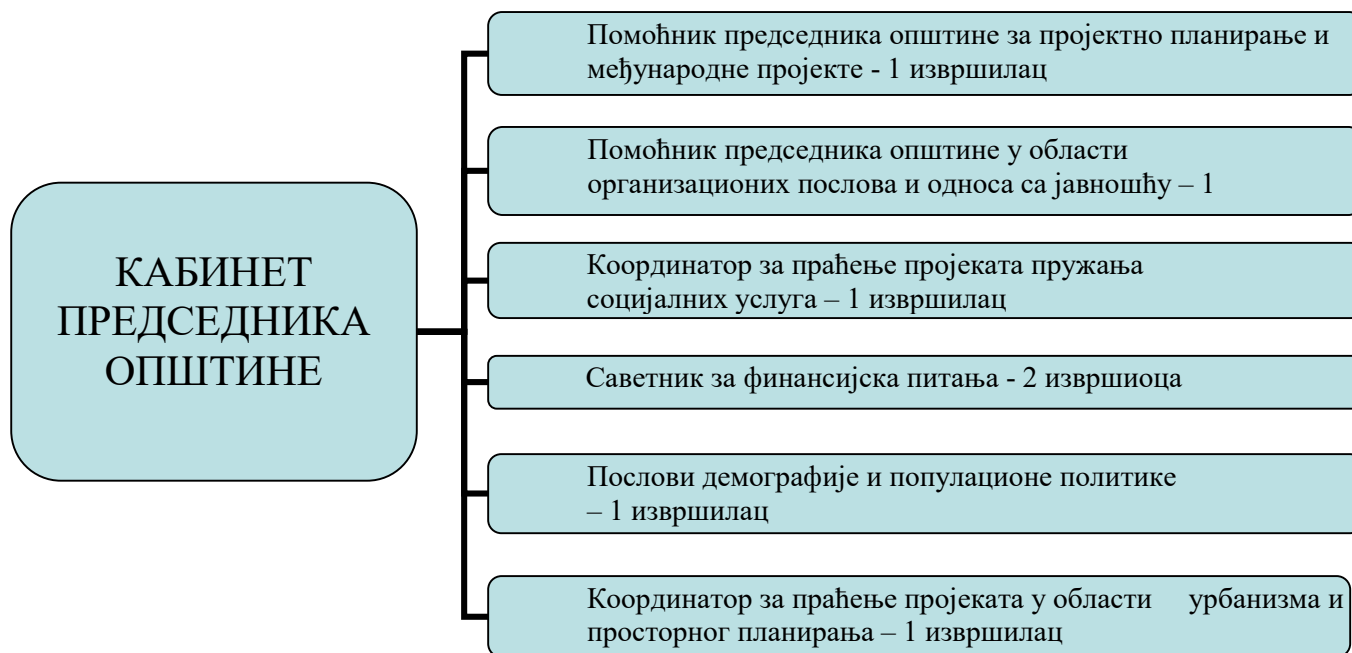 КАБИНЕТ
ПРЕДСЕДНИКА
ОПШТИНЕ
Помоћник председника општине за пројектно планирање и
међународне пројекте - 1 извршилац
Помоћник председника општине у области
организационих послова и односа са јавношћу – 1
Координатор за праћење пројеката пружања
социјалних услуга – 1 извршилац
Саветник за финансијска питања - 2 извршиоца
Послови демографије и популационе политике
– 1 извршилац
Координатор за праћење пројеката у области урбанизма и
просторног планирања – 1 извршилац